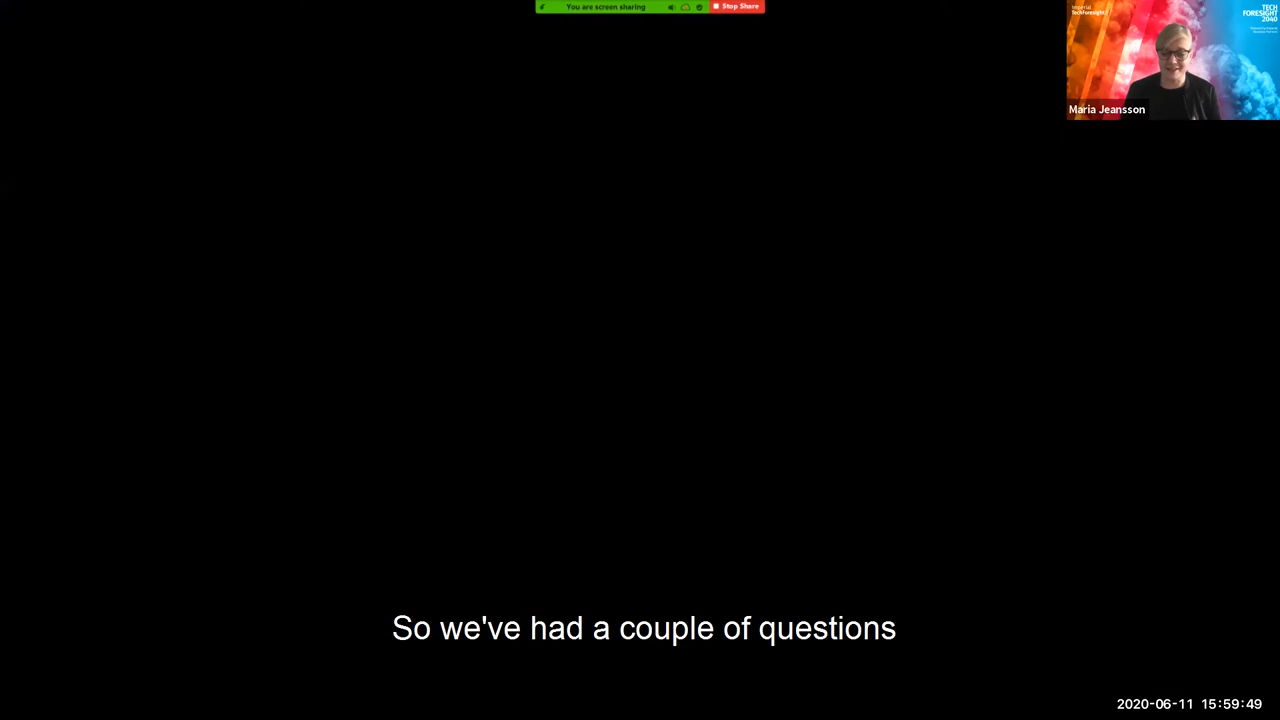 You are screen sharing
Stop Share
Imperial
TechForesight
TECH
FORESIGHT
2040
Maria Jeansson
So we've had a couple of questions
2020-06-11 15:59:49